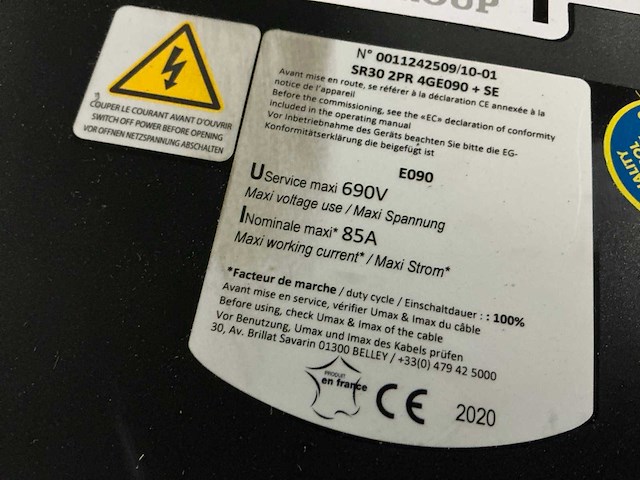 GROUP
COUPER LE COURANT AVANT D'OUVRIR
SWITCH OFF POWER BEFORE OPENING
VOR OFFNEN NETZSPANNUNG ABSCHALTEN
N° 0011242509/10-01
SR30 2PR 4GE090 + SE
Avant mise en route, se référer à la déclaration CE annexée à la
notice de l'appareil
Before the commissioning, see the «EC» declaration of conformity
included in the operating manual
Vor Inbetriebnahme des Geräts beachten Sie bitte die EG-
Konformitätserklärung die beigefügt ist
E090
UService maxi 690V
Maxi voltage use / Maxi Spannung
INominale maxi* 85A
Maxi working current* / Maxi Strom*
*Facteur de marche / duty cycle / Einschaltdauer : : 100%
Avant mise en service, vérifier Umax & Imax du câble
Before using, check Umax & Imax of the cable
Vor Benutzung, Umax und Imax des Kabels prüfen
30, Av. Brillat Savarin 01300 BELLEY / +33(0) 479 42 5000
PRODUIT
en france
CE
2020